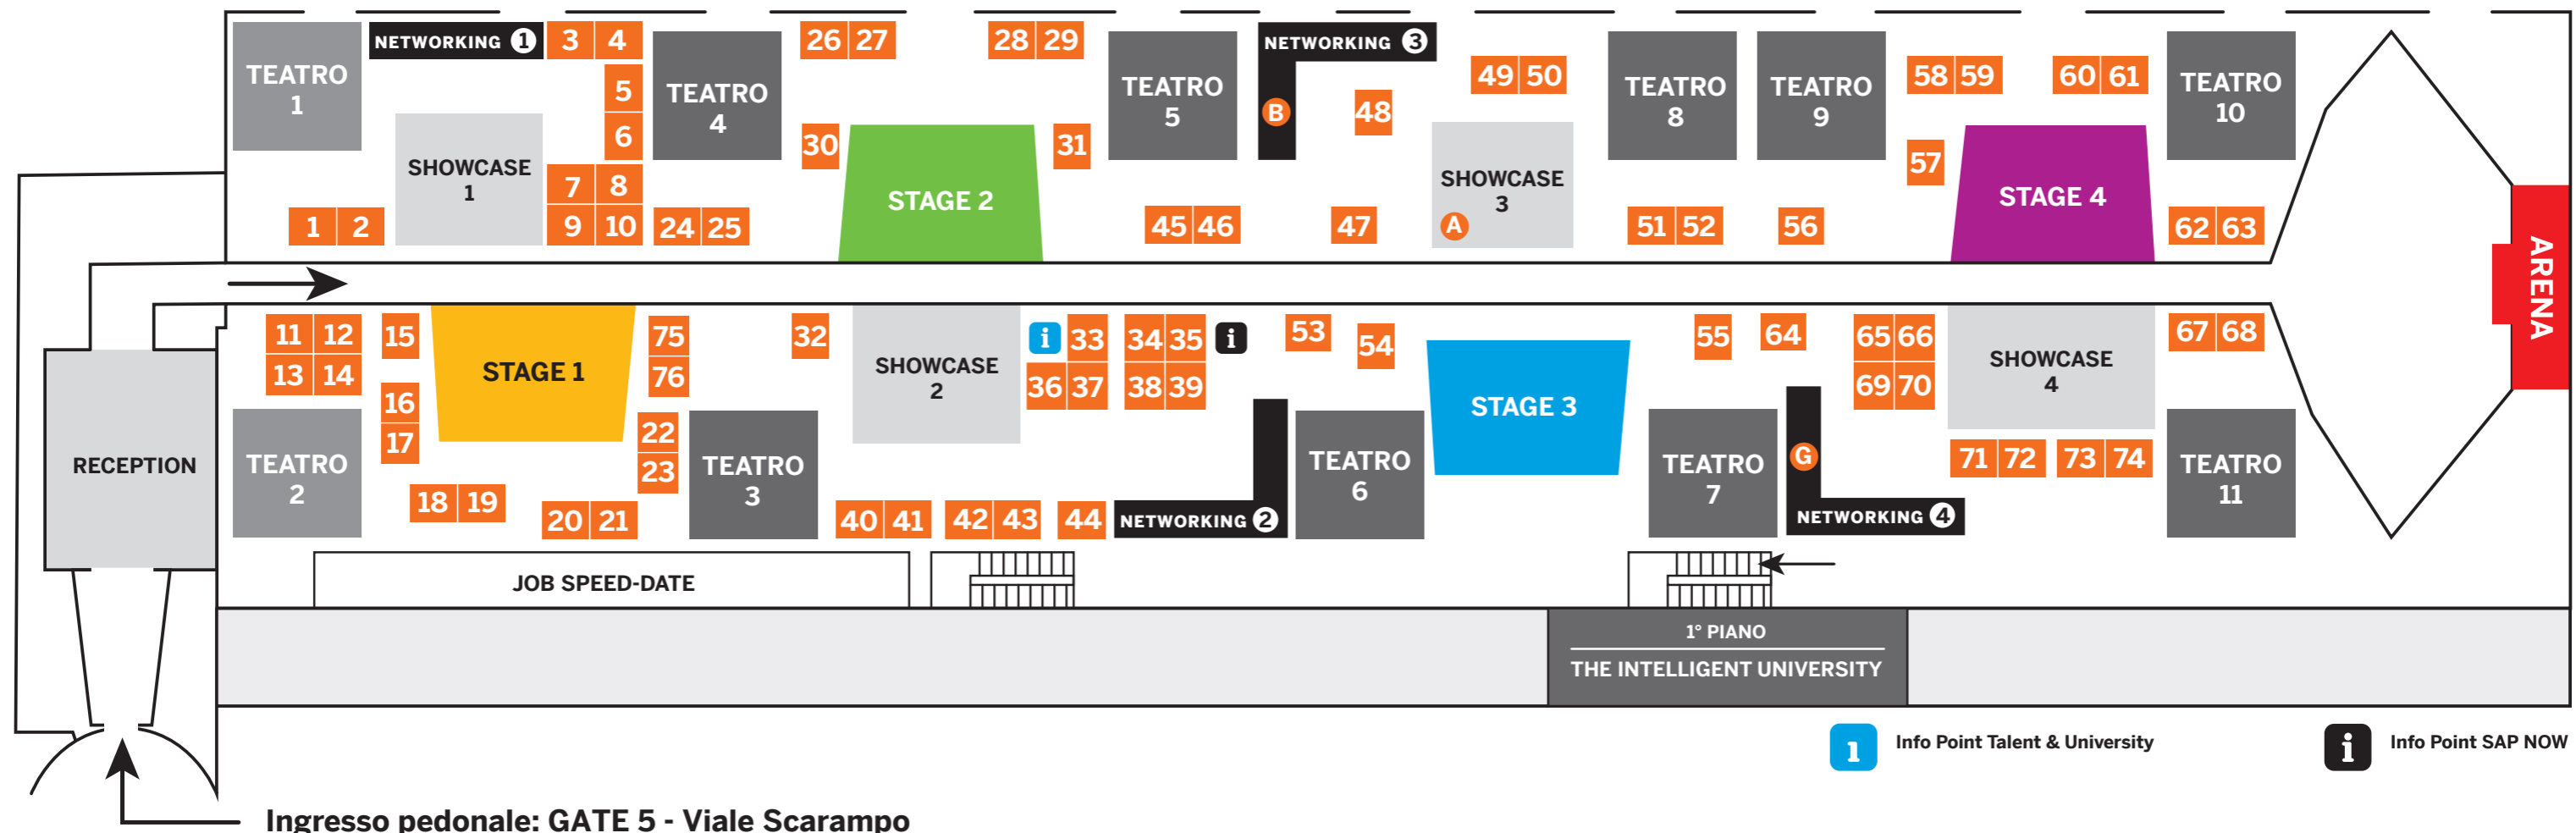 TEATRO
1
NETWORKING 1
3 4
5
6
SHOWCASE
1
7 8
9 10
1 2
TEATRO
4
24 25
26 27
28 29
30
STAGE 2
31
TEATRO
5
45 46
NETWORKING 3
B
48
47
49 50
SHOWCASE
3
A
TEATRO
8
51 52
TEATRO
9
56
58 59
60 61
57
STAGE 4
TEATRO
10
62 63
ARENA
RECEPTION
11 12
13 14
15
16
17
TEATRO
2
STAGE 1
18 19
20 21
75
76
22
23
TEATRO
3
32
SHOWCASE
2
i 33
34 35 i
36 37
38 39
40 41
42 43
44
NETWORKING 2
53
54
TEATRO
6
STAGE 3
55
64
TEATRO
7
G
NETWORKING 4
65 66
69 70
SHOWCASE
4
67 68
71 72
73 74
TEATRO
11
JOB SPEED-DATE
1° PIANO
THE INTELLIGENT UNIVERSITY
i Info Point Talent & University
i Info Point SAP NOW
Ingresso pedonale: GATE 5 - Viale Scarampo